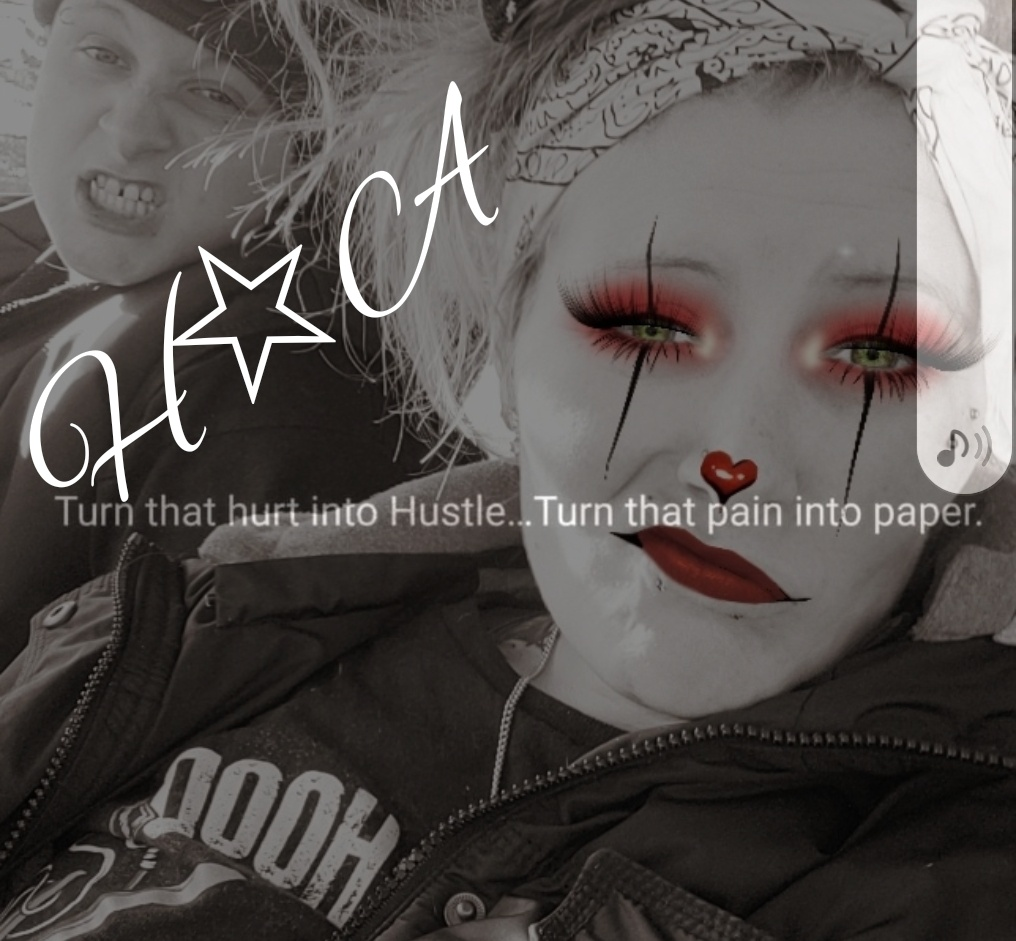 H☆CA
Turn that hurt into Hustle...Turn that pain into paper.
HOOD